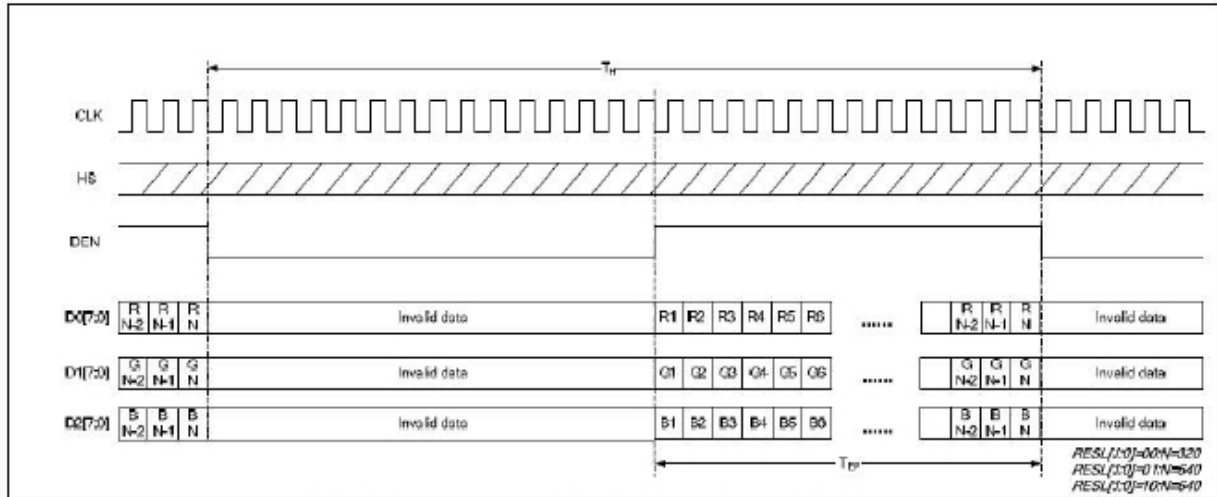 TH
CLK
HS
DEN
D0[7:0] R N-2 R N-1 R N Invalid data R1 R2 R3 R4 R5 R6 ...... R N-2 R N-1 R N Invalid data
D1[7:0] G N-2 G N-1 G N Invalid data G1 G2 G3 G4 G5 G6 ...... G N-2 G N-1 G N Invalid data
D2[7:0] B N-2 B N-1 B N Invalid data B1 B2 B3 B4 B5 B6 ...... B N-2 B N-1 B N Invalid data
TEP
RESL[1:0]=00:N=320
RESL[1:0]=01:N=640
RESL[1:0]=10:N=640